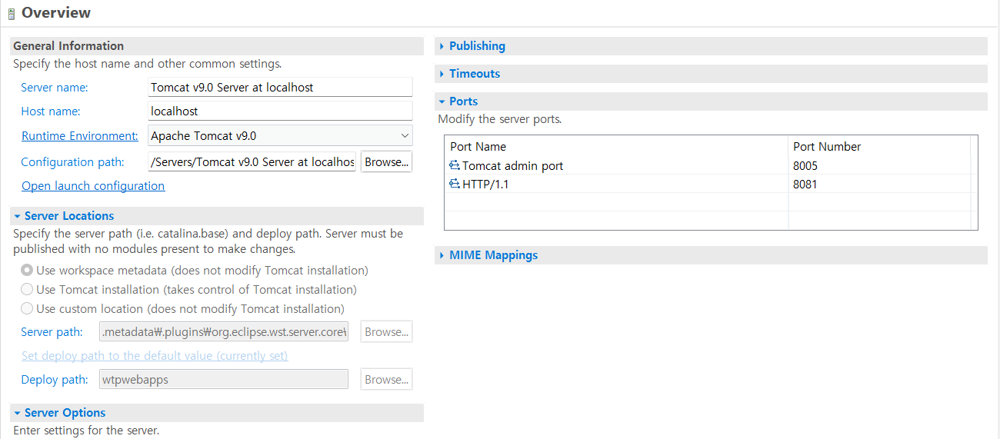 Overview
General Information
Specify the host name and other common settings.
Server name: Tomcat v9.0 Server at localhost
Host name: localhost
Runtime Environment: Apache Tomcat v9.0
Configuration path: /Servers/Tomcat v9.0 Server at localhos Browse...
Open launch configuration
Server Locations
Specify the server path (i.e. catalina.base) and deploy path. Server must be
published with no modules present to make changes.
Use workspace metadata (does not modify Tomcat installation)
Use Tomcat installation (takes control of Tomcat installation)
Use custom location (does not modify Tomcat installation)
Server path: .metadata₩.plugins₩org.eclipse.wst.server.core Browse...
Set deploy path to the default value (currently set)
Deploy path: wtpwebapps Browse...
Server Options
Enter settings for the server.
Publishing
Timeouts
Ports
Modify the server ports.
Port Name Port Number
Tomcat admin port 8005
HTTP/1.1 8081
MIME Mappings